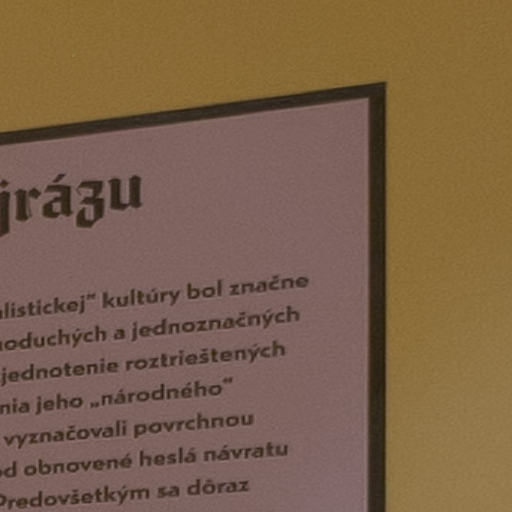 jrázu
alistickej“ kultúry bol značne
noduchých a jednoznačných
jednotenie roztrieštených
nia jeho „národného“
vyznačovali povrchnou
od obnovené heslá návratu
Predovšetkým sa dôraz